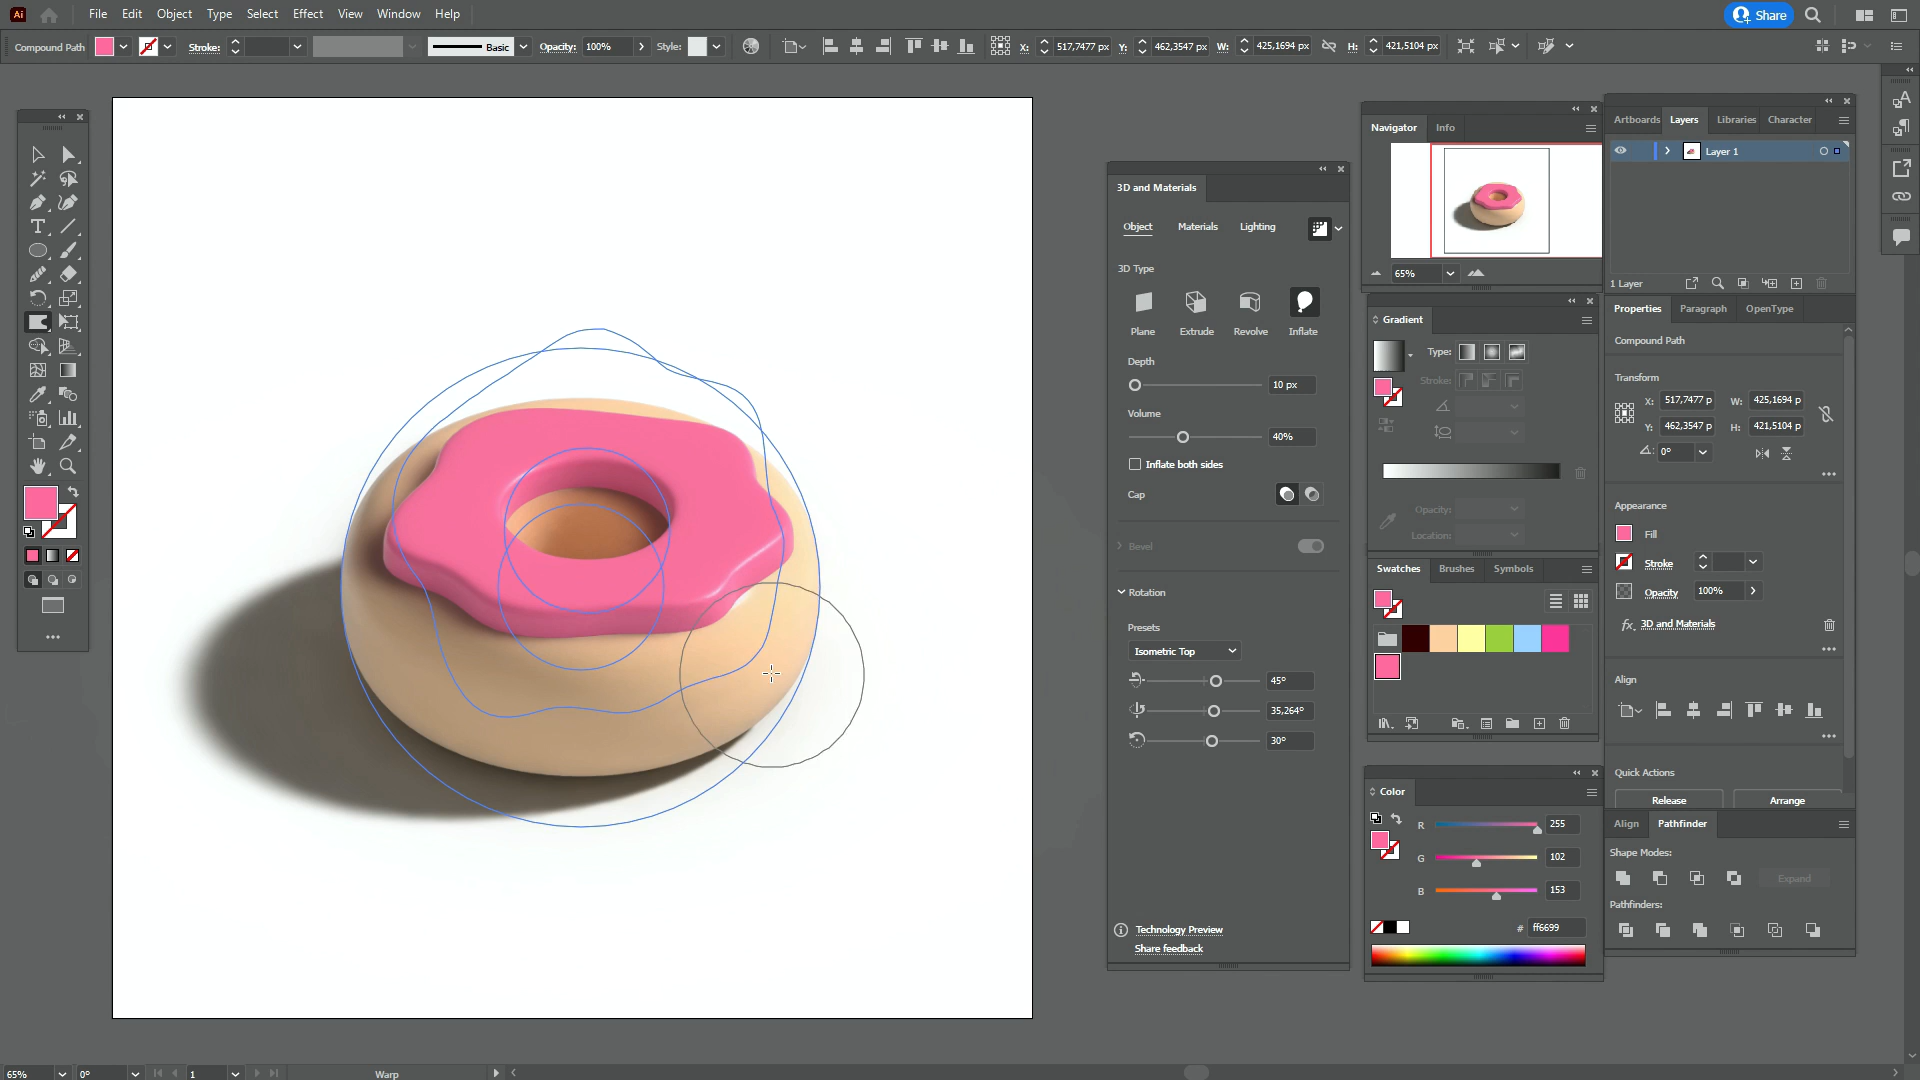 Ai File Edit Object Type Select Effect View Window Help Share
Compound Path Stroke: Basic Opacity: 100% Style: X: 517,7477 px Y: 462,3547 px W: 425,1694 px H: 421,5104 px
3D and Materials
Object Materials Lighting
3D Type
Plane Extrude Revolve Inflate
Depth
10 px
Volume
40%
Inflate both sides
Cap
Bevel
Rotation
Presets
Isometric Top
45°
35,264°
30°
Technology Preview
Share feedback
Navigator Info
65%
Gradient
Type:
Stroke:
Opacity:
Location:
Swatches Brushes Symbols
Color
R 255
G 102
B 153
# ff6699
Artboards Layers Libraries Character
Layer 1
1 Layer
Properties Paragraph OpenType
Compound Path
Transform
X: 517,7477 p W: 425,1694 p
Y: 462,3547 p H: 421,5104 p
0°
Appearance
Fill
Stroke
Opacity 100%
fx. 3D and Materials
Align
Quick Actions
Release Arrange
Align Pathfinder
Shape Modes:
Expand
Pathfinders:
65% 0° 1 Warp